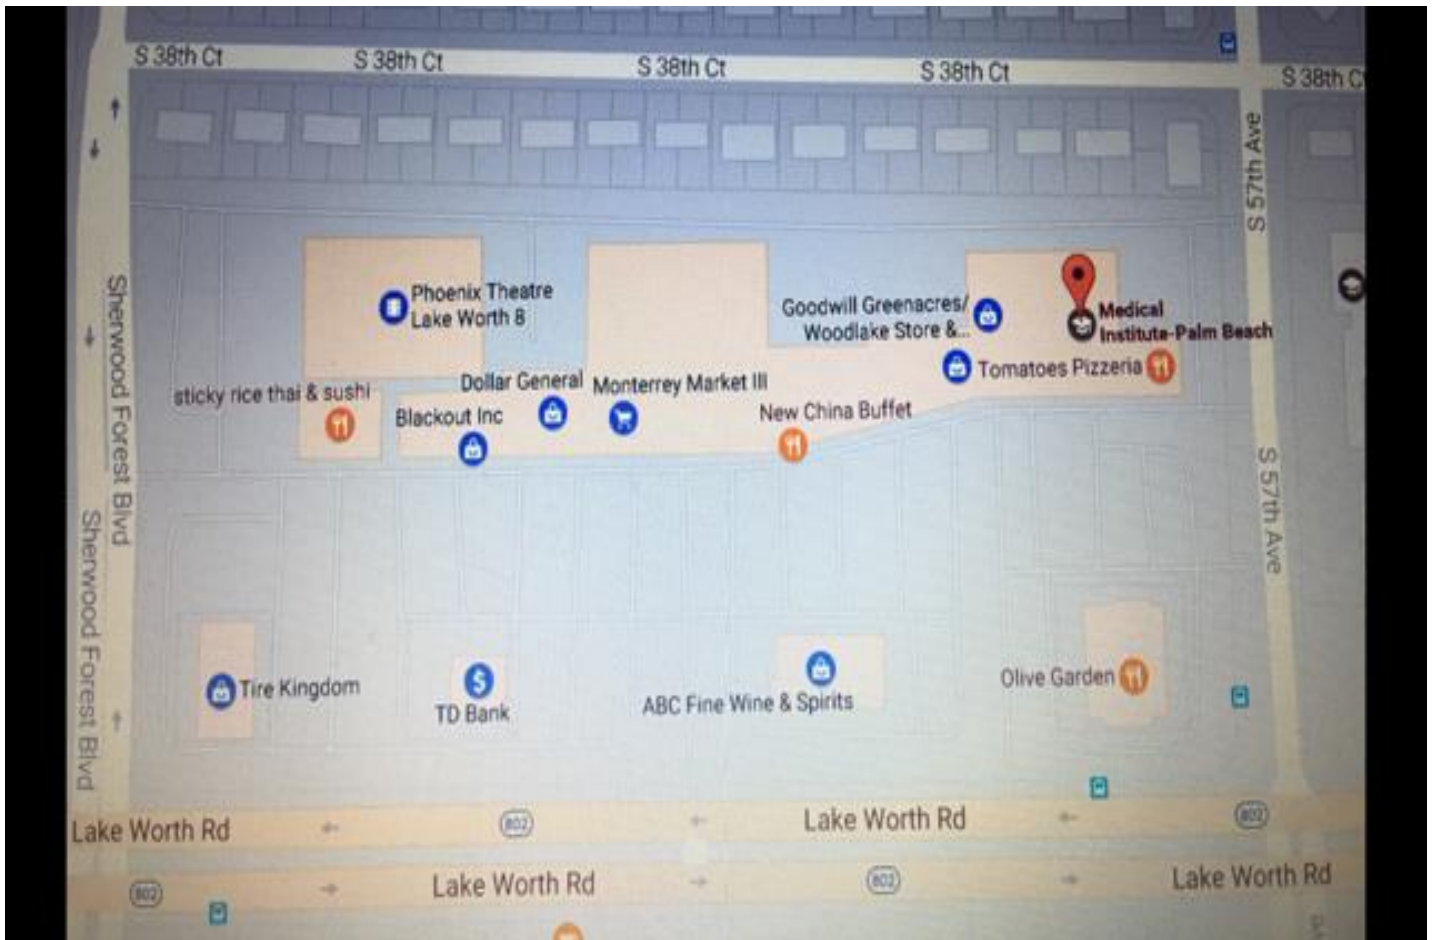 S 38th Ct
S 38th Ct
S 38th Ct
S 38th Ct
S 38th
S 57th Ave
Sherwood Forest Blvd
Phoenix Theatre
Lake Worth 8
Goodwill Greenacres/
Woodlake Store &...
Medical
Institute-Palm Beach
Tomatoes Pizzeria
sticky rice thai & sushi
Dollar General
Monterrey Market III
Blackout Inc
New China Buffet
S 57th Ave
Sherwood Forest Blvd
Tire Kingdom
$
TD Bank
ABC Fine Wine & Spirits
Olive Garden
Lake Worth Rd
802
Lake Worth Rd
802
802
Lake Worth Rd
802
Lake Worth Rd